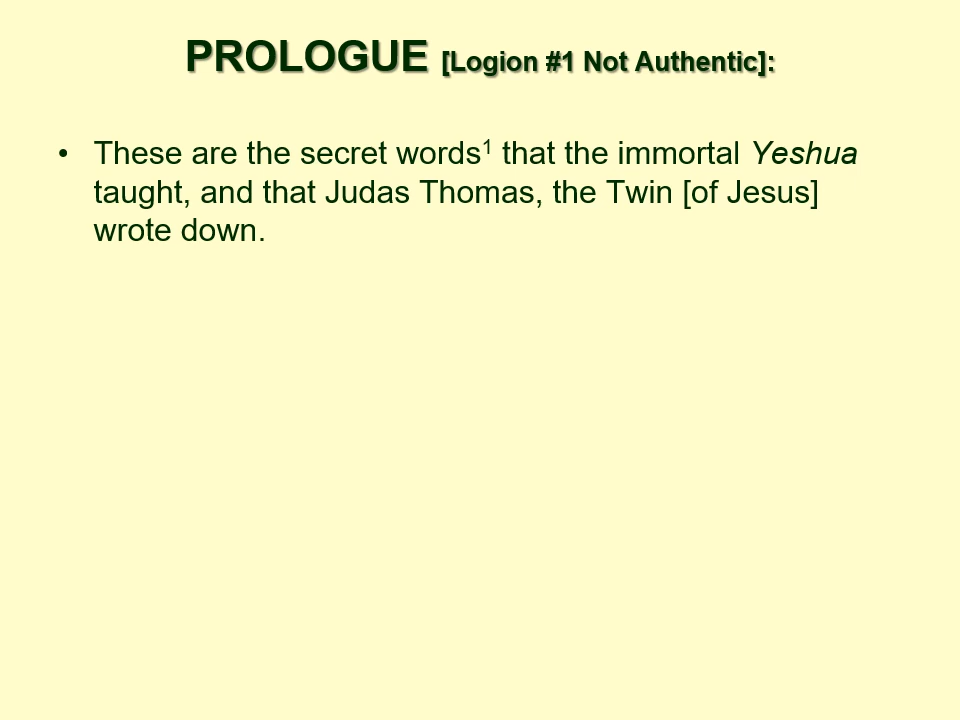 PROLOGUE [Logion #1 Not Authentic]:
• These are the secret words¹ that the immortal Yeshua
taught, and that Judas Thomas, the Twin [of Jesus]
wrote down.